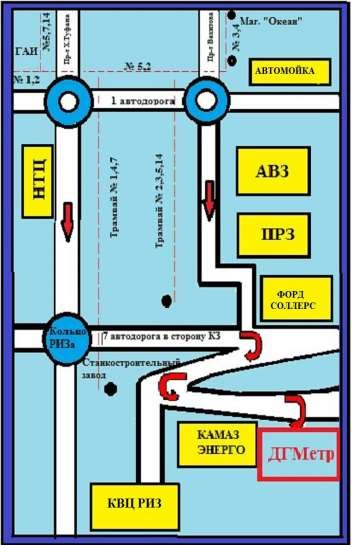 ГАИ
№5,7,14
Пр-т Х.Туфана
Пр-т Вахитова
№ 3,4
Маг. "Океан"
№ 5,2
№ 1,2
АВТОМОЙКА
1 автодорога
НТЦ
Трамвай № 1,4,7
Трамвай № 2,3,5,14
АВЗ
ПРЗ
ФОРД
СОЛЛЕРС
Кольцо
РИЗа
7 автодорога в сторону КЗ
Станкостроительный
завод
КАМАЗ
ЭНЕРГО
ДГМетр
КВЦ РИЗ